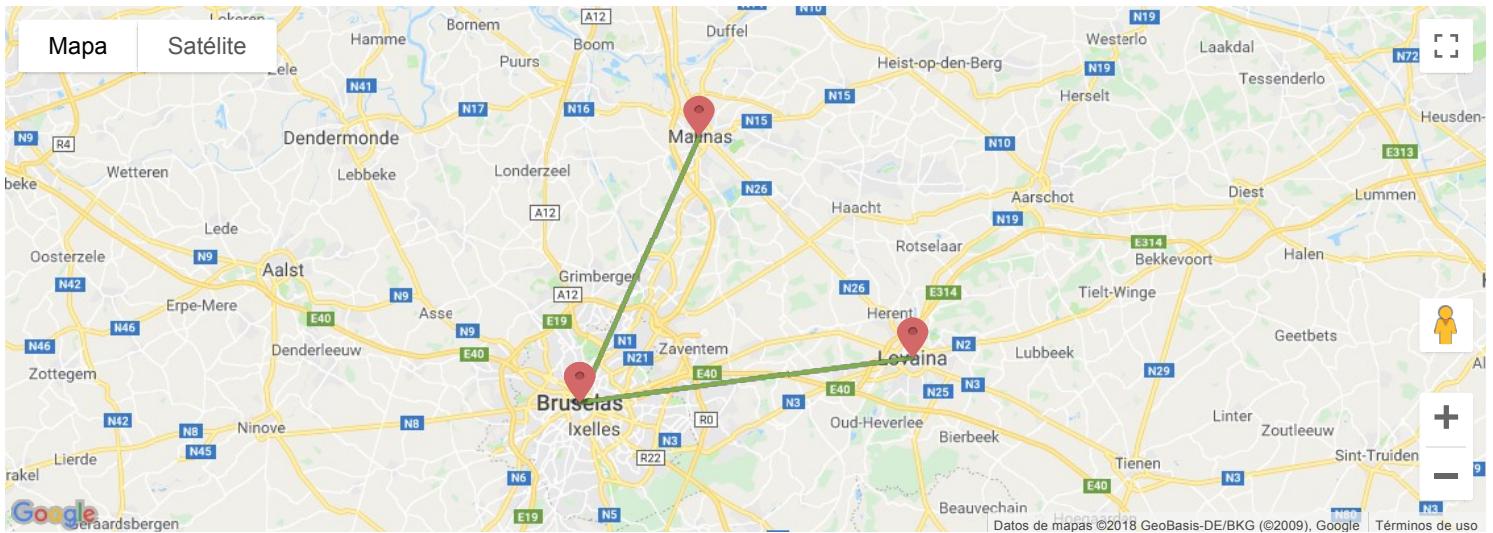 Mapa
Satélite
Lokeren
Bornem
A12
N14
N10
Duffel
N19
Hamme
Boom
Puurs
Westerlo
Laakdal
Zele
N41
Heist-op-den-Berg
N19
N72
Tessenderlo
Herselt
N17
N16
N15
N15
Heusden-
N9
R4
Dendermonde
Malinas
N10
E313
Wetteren
Lebbeke
Londerzeel
N26
beke
Aarschot
Diest
Lummen
A12
Haacht
N19
Lede
Rotselaar
E314
Oosterzele
N9
Bekkevoort
Halen
Aalst
Grimbergen
N42
A12
N9
N26
E314
Tielt-Winge
Erpe-Mere
Asse
E40
E19
Herent
N46
N9
N1
Geetbets
N46
Denderleeuw
E40
N21
Zaventem
Lovaina
N2
Lubbeek
Zottegem
E40
E40
N25
N3
N29
Bruselas
N3
N42
N8
Ninove
N8
Ixelles
R0
Oud-Heverlee
Linter
Zoutleeuw
N45
N3
Bierbeek
Lierde
R22
Tienen
Sint-Truiden
rakel
N6
N3
E40
Google
Geraardsbergen
E19
N5
Beauvechain
Hoegaarden
N80
N3
Datos de mapas ©2018 GeoBasis-DE/BKG (©2009), Google
Términos de uso